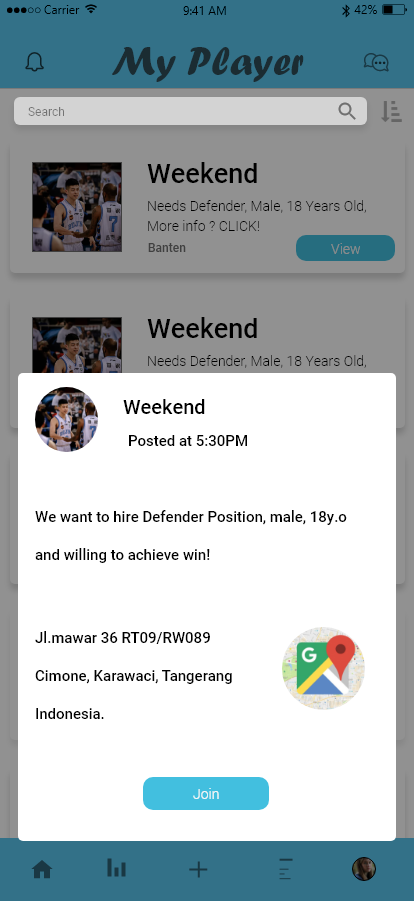 Carrier 9:41 AM 42%
My Player
Search
Weekend
Needs Defender, Male, 18 Years Old,
More info ? CLICK!
Banten
View
Weekend
Needs Defender, Male, 18 Years Old,
Weekend
Posted at 5:30PM
We want to hire Defender Position, male, 18y.o
and willing to achieve win!
Jl.mawar 36 RT09/RW089
Cimone, Karawaci, Tangerang
Indonesia.
G
Join